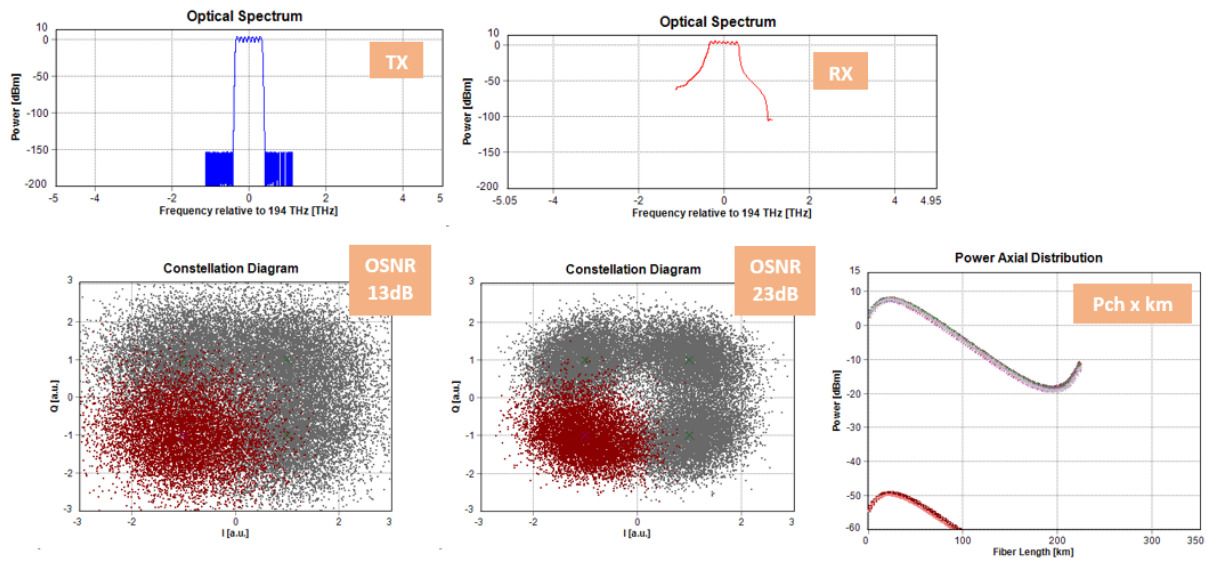 Optical Spectrum
10
0
-50
-100
-150
-200
Power [dBm]
-5
-4
-2
0
2
4
5
Frequency relative to 194 THz [THz]
TX
Optical Spectrum
10
0
-50
-100
-150
-200
Power [dBm]
-5.05
-4
-2
0
2
4.95
Frequency relative to 194 THz [THz]
RX
Constellation Diagram
OSNR
13dB
3
2
1
0
-1
-2
-3
Q [a.u.]
-3
-2
0
2
3
I [a.u.]
Constellation Diagram
OSNR
23dB
3
2
1
0
-1
-2
-3
Q [a.u.]
-3
-2
0
2
3
I [a.u.]
Power Axial Distribution
15
10
0
-10
-20
-30
-40
-50
-60
Power [dBm]
0
100
200
300
350
Fiber Length [km]
Pch x km